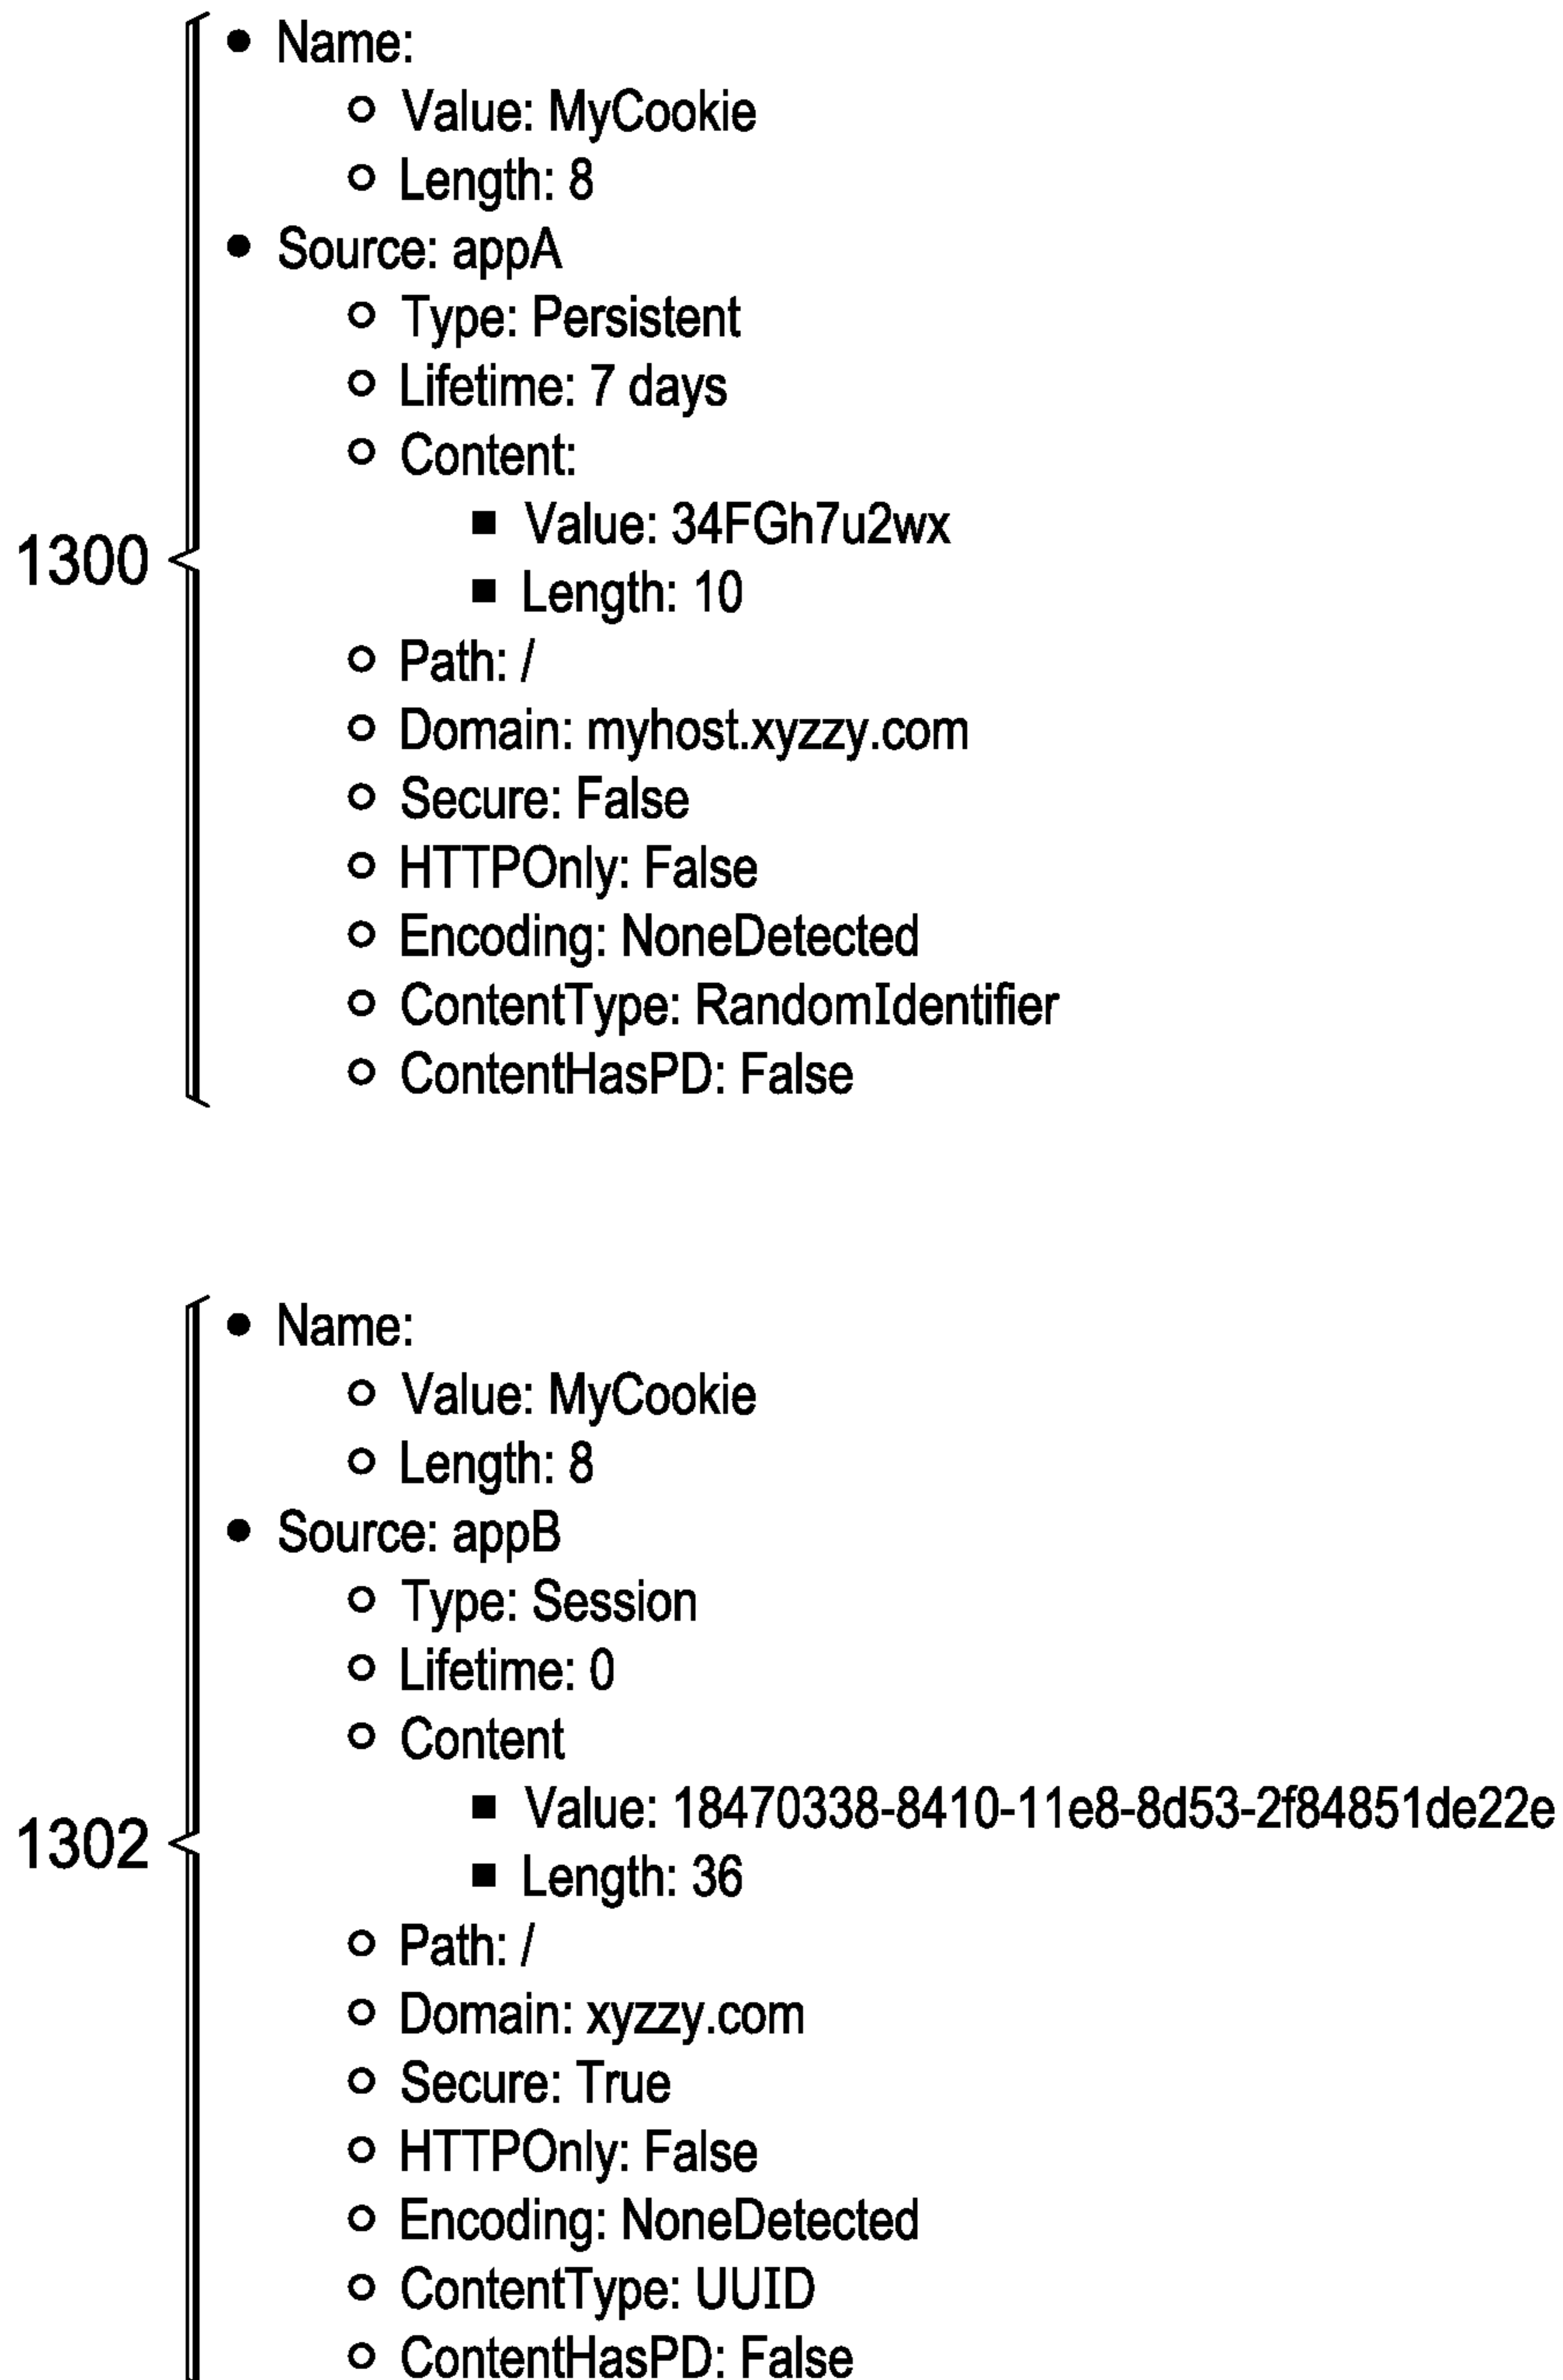 ● Name:
○ Value: MyCookie
○ Length: 8
● Source: appA
○ Type: Persistent
○ Lifetime: 7 days
○ Content:
■ Value: 34FGh7u2wx
1300
■ Length: 10
○ Path: /
○ Domain: myhost.xyzzy.com
○ Secure: False
○ HTTPOnly: False
○ Encoding: NoneDetected
○ ContentType: RandomIdentifier
○ ContentHasPD: False
● Name:
○ Value: MyCookie
○ Length: 8
● Source: appB
○ Type: Session
○ Lifetime: 0
○ Content
■ Value: 18470338-8410-11e8-8d53-2f84851de22e
1302
■ Length: 36
○ Path: /
○ Domain: xyzzy.com
○ Secure: True
○ HTTPOnly: False
○ Encoding: NoneDetected
○ ContentType: UUID
○ ContentHasPD: False